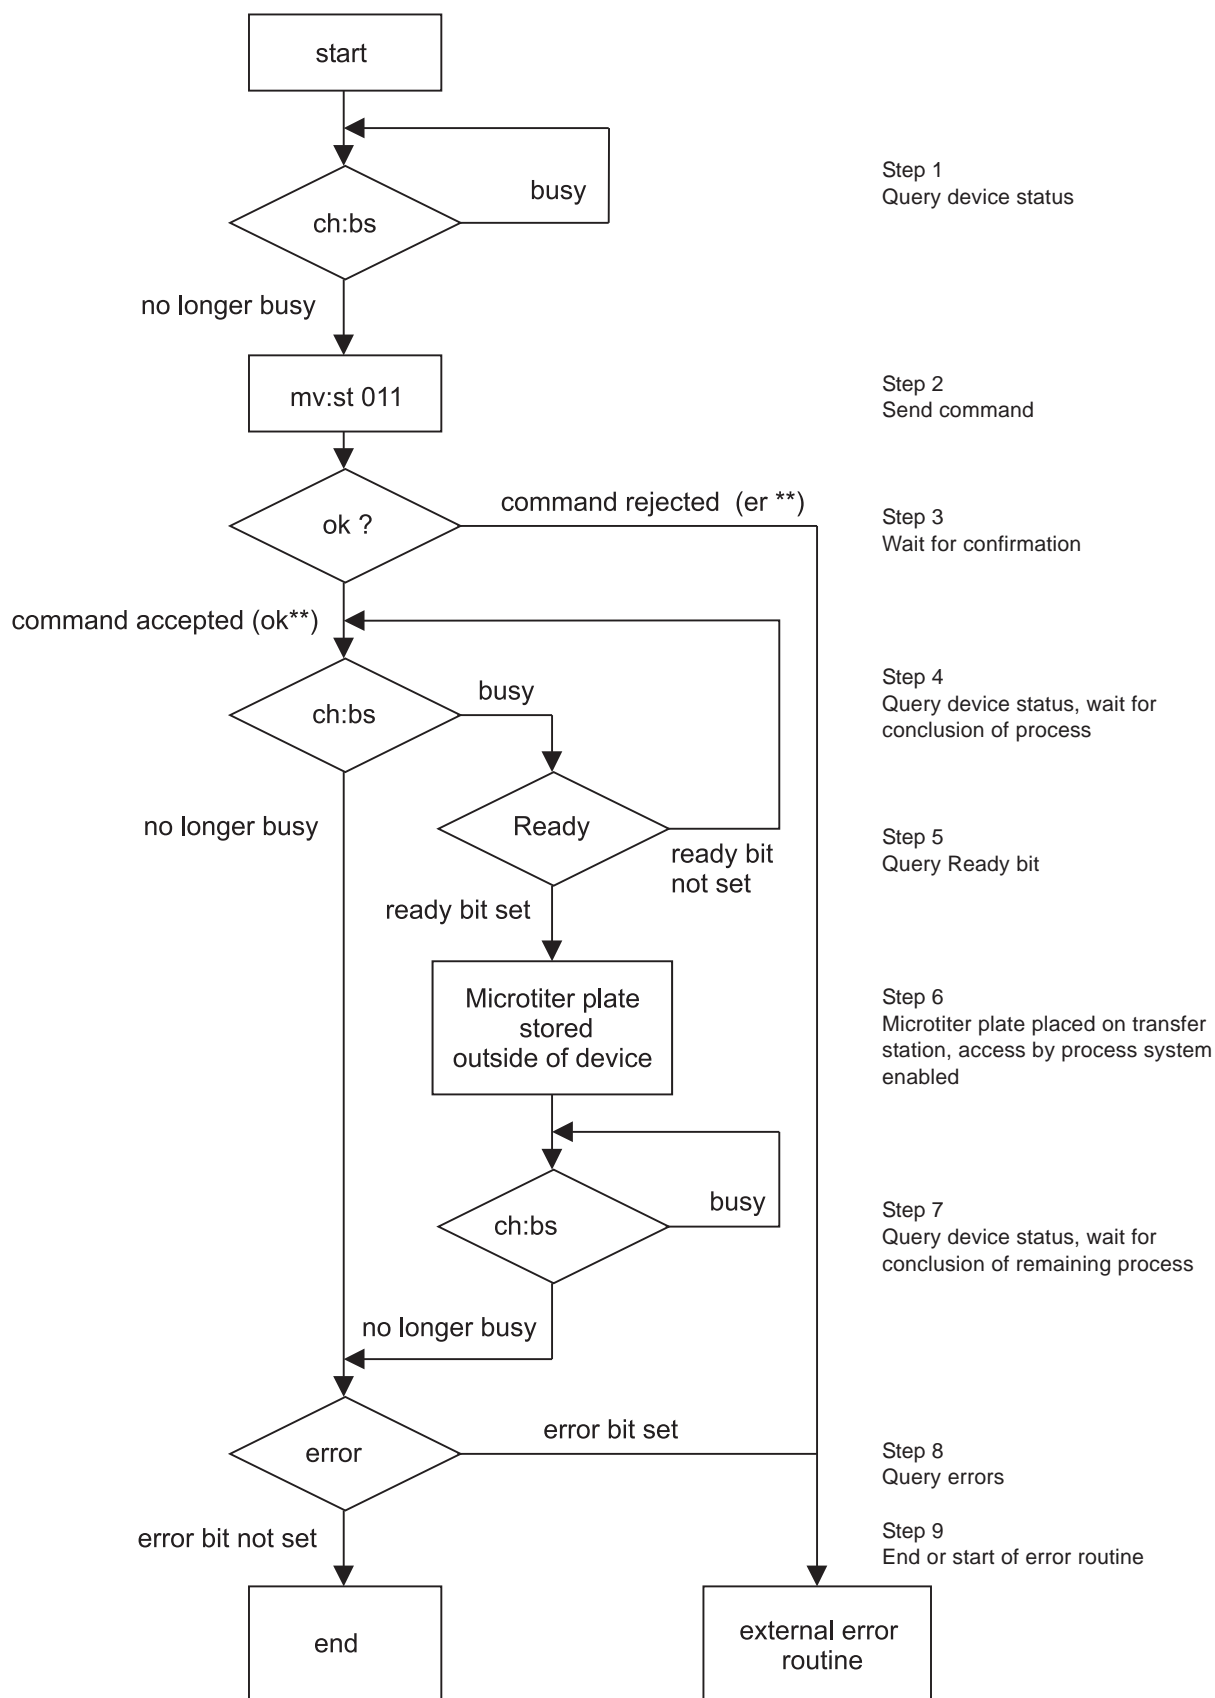 start
busy
Step 1
Query device status
ch:bs
no longer busy
mv:st 011
Step 2
Send command
command rejected  (er **)
ok ?
Step 3
Wait for confirmation
command accepted (ok**)
busy
ch:bs
Step 4
Query device status, wait for
conclusion of process
no longer busy
Ready
ready bit
not set
Step 5
Query Ready bit
ready bit set
Microtiter plate
stored
outside of device
Step 6
Microtiter plate placed on transfer
station, access by process system
enabled
busy
ch:bs
Step 7
Query device status, wait for
conclusion of remaining process
no longer busy
error bit set
error
Step 8
Query errors
error bit not set
Step 9
End or start of error routine
end
external error
routine